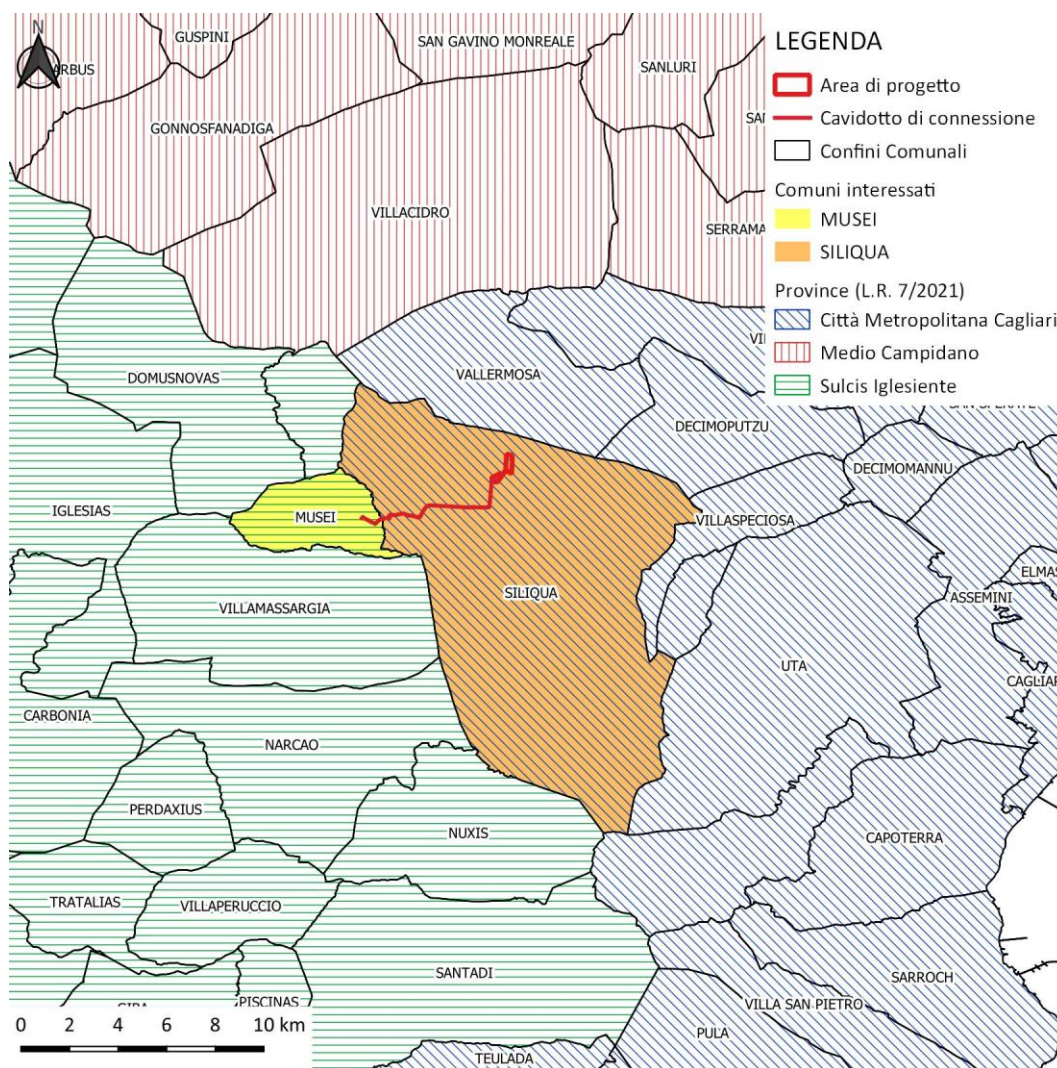 N
GUSPINI
SAN GAVINO MONREALE
ARBUS
SANLURI
GONNOSFANADIGA
VILLACIDRO
SERRAMA
DOMUSNOVAS
VALLERMOSA
DECIMOPUTZU
DECIMOMANNU
IGLESIAS
MUSEI
VILLASPECIOSA
ELMAS
SILIQUA
ASSEMINI
VILLAMASSARGIA
UTA
CAGLIAR
CARBONIA
NARCAO
PERDAXIUS
NUXIS
CAPOTERRA
TRATALIAS
VILLAPERUCCIO
SANTADI
SARROCH
PISCINAS
VILLA SAN PIETRO
PULA
TEULADA
0 2 4 6 8 10 km
LEGENDA
Area di progetto
Cavidotto di connessione
Confini Comunali
Comuni interessati
MUSEI
SILIQUA
Province (L.R. 7/2021)
Città Metropolitana Cagliari
Medio Campidano
Sulcis Iglesiente